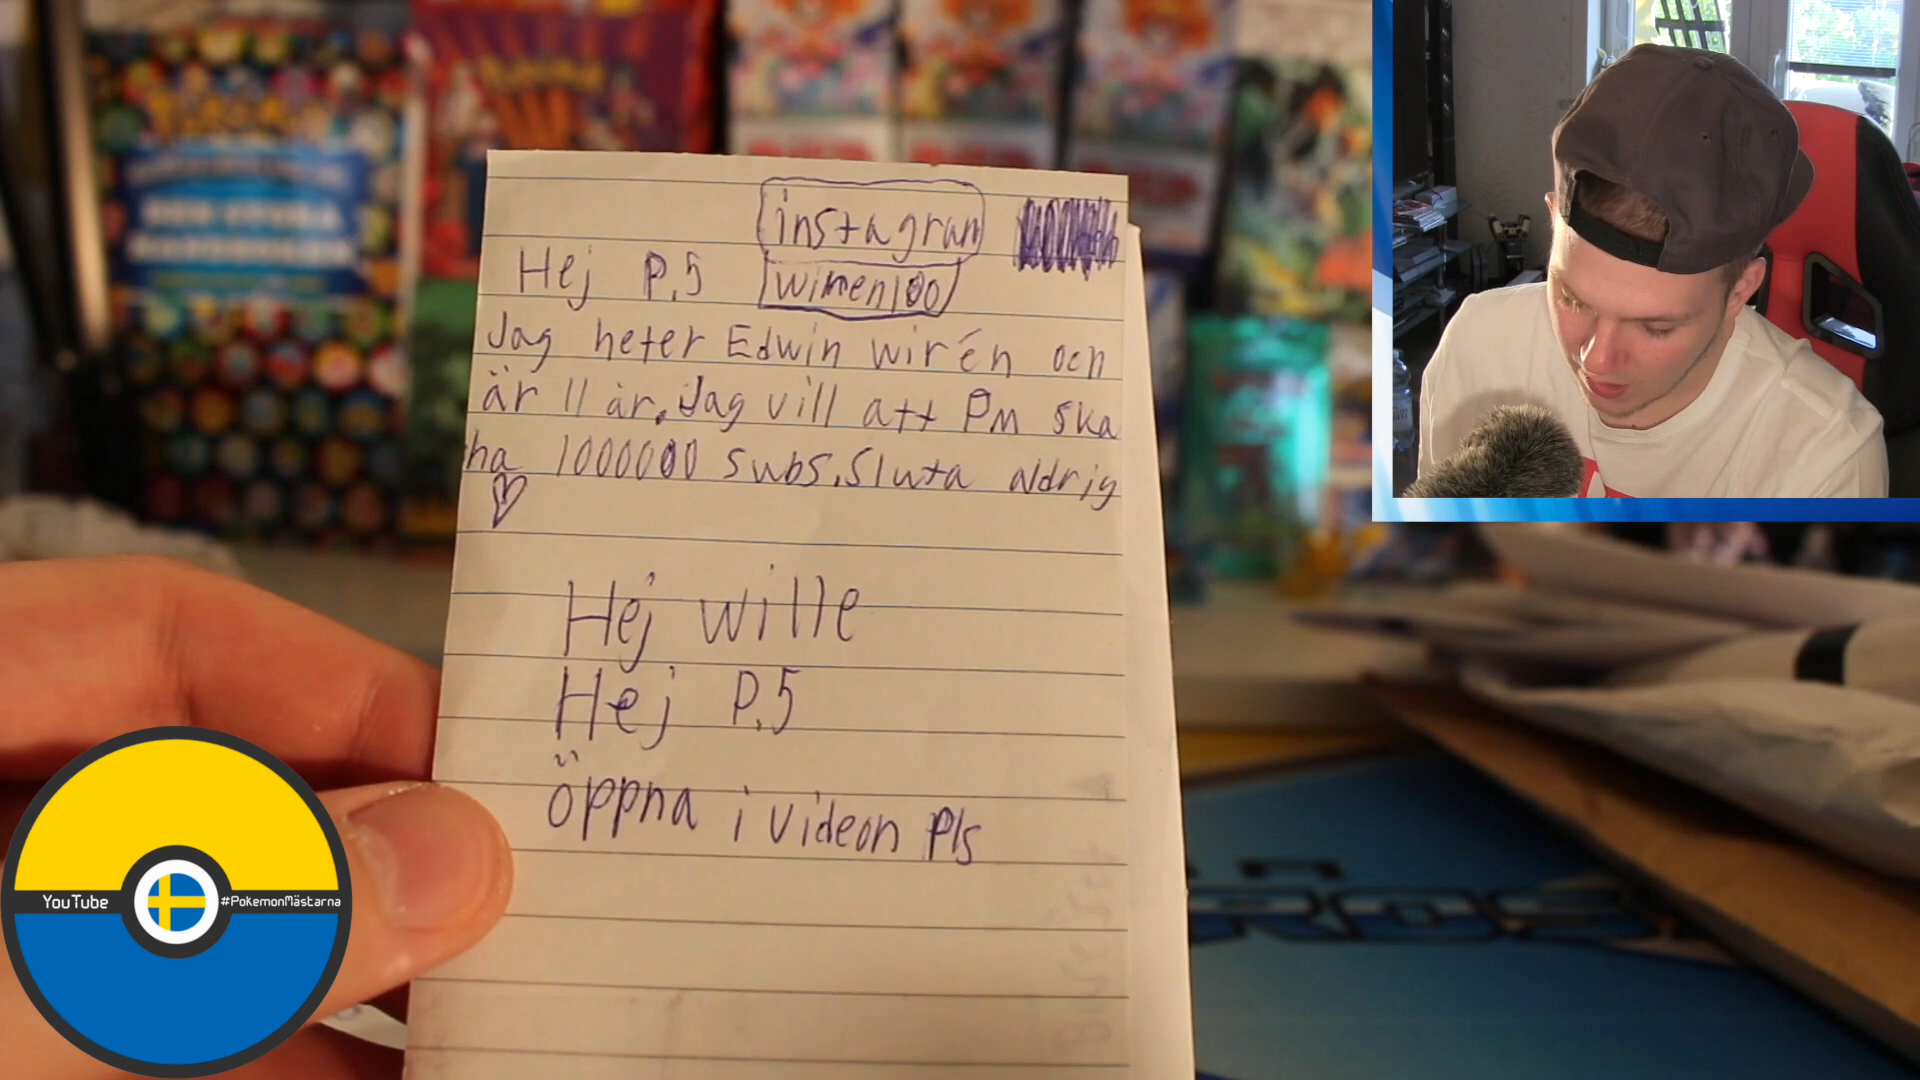 instagram
wirren100
Hej P.5
Jag heter Edwin wirén och
är 11 år. Jag vill att PM ska
ha 1000000 subs. Sluta aldrig
Hej wille
Hej P.5
öppna i videon Pls
YouTube
#PokemonMästarna